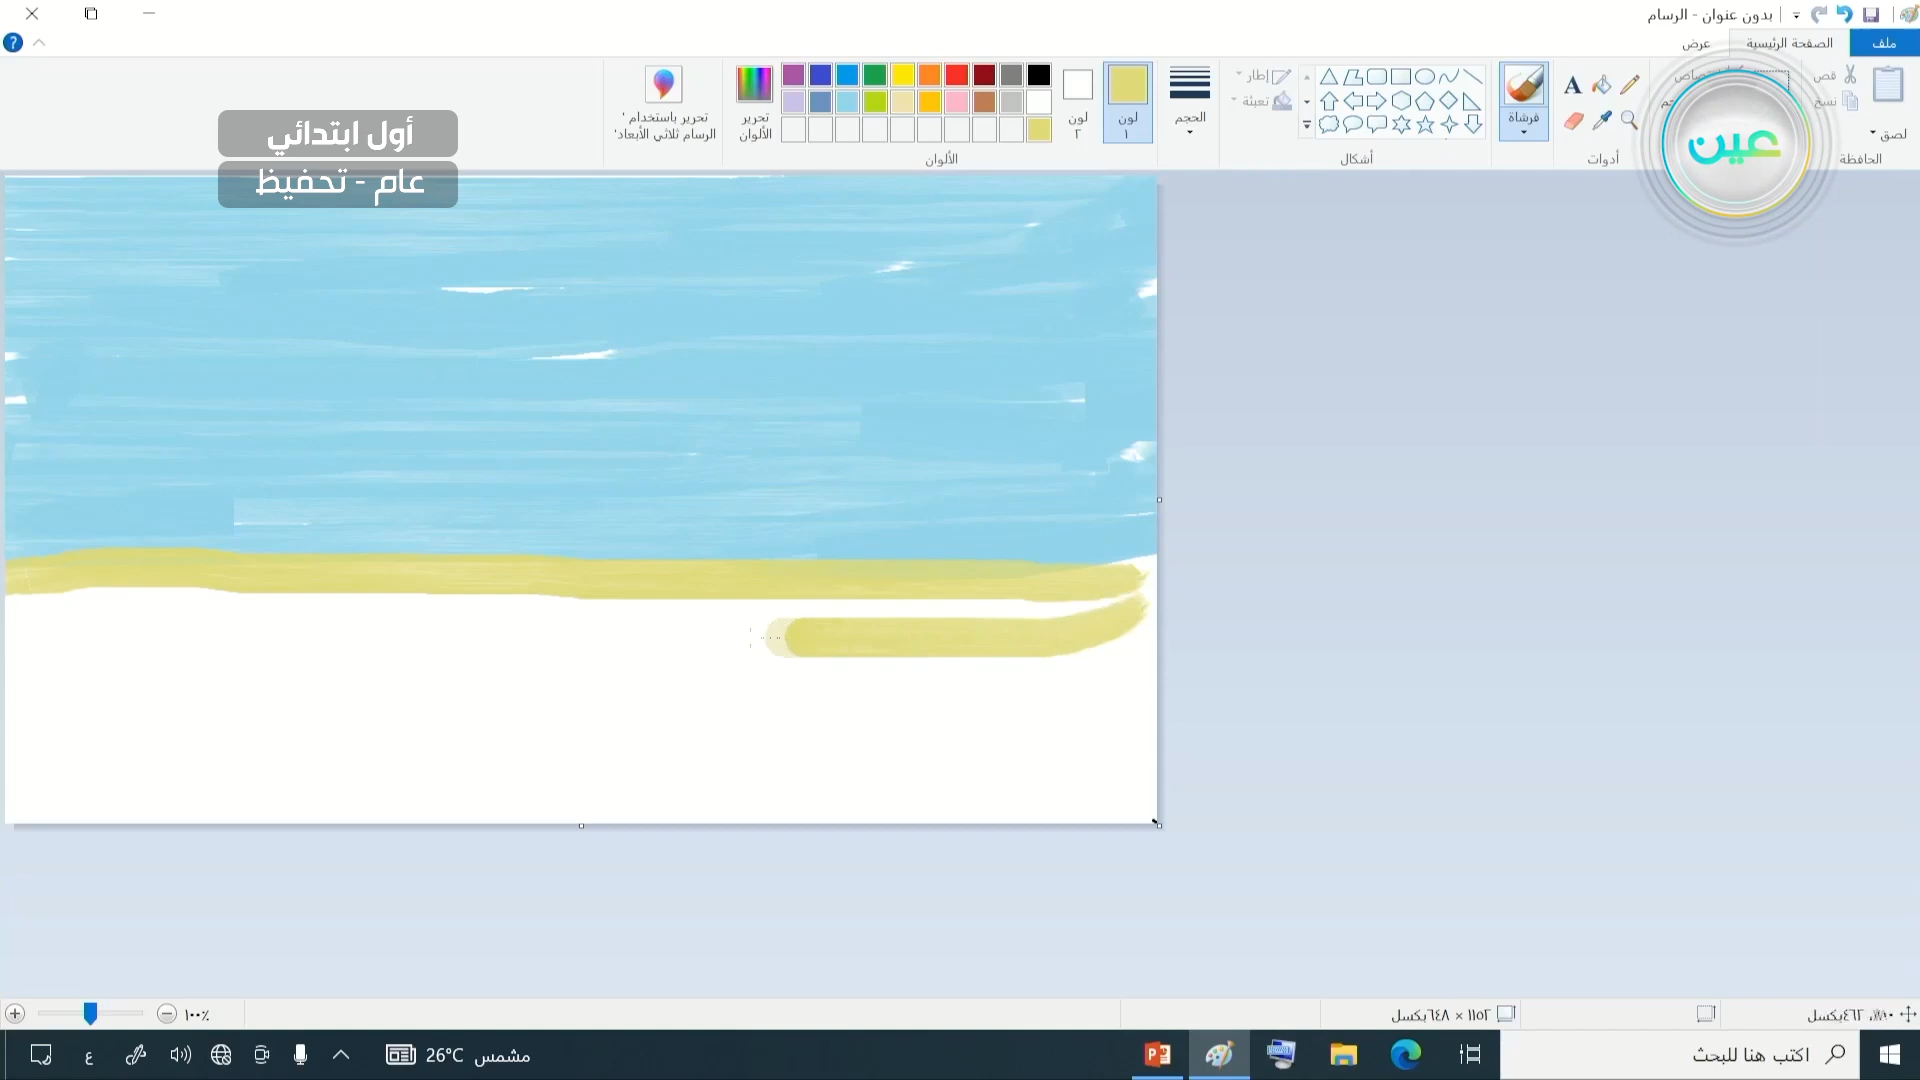 بدون عنوان - الرسام
ملف
الصفحة الرئيسية
عرض
لصق
قص
نسخ
الحافظة
أدوات
فرشاة
إطار
تعبئة
أشكال
الحجم
لون
١
لون
٢
تحرير
الألوان
الألوان
تحرير باستخدام '
الرسام ثلاثي الأبعاد'
عين
أول ابتدائي
عام - تحفيظ
١١٥٢ × ٦٤٨بكسل
١٠٠٪
اكتب هنا للبحث
26°C مشمس
ع